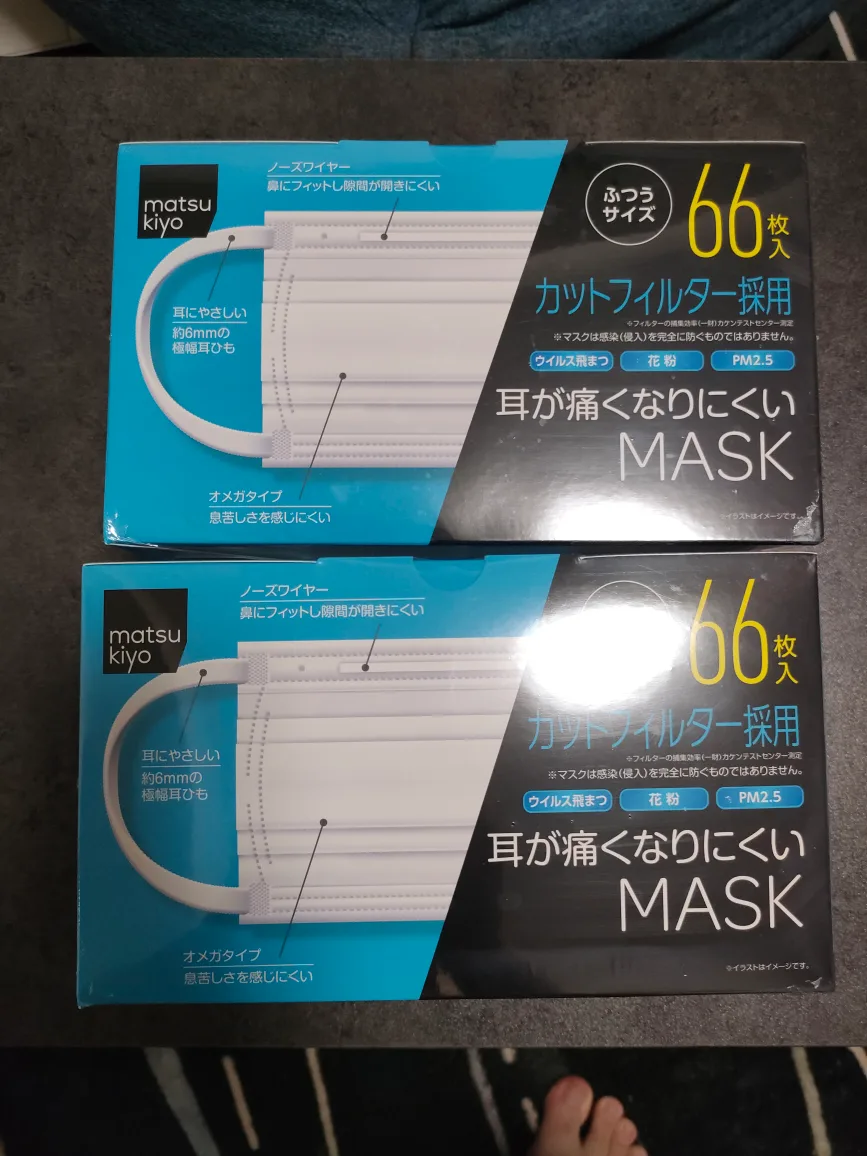 matsu
kiyo
ノーズワイヤー
鼻にフィットし隙間が開きにくい
耳にやさしい
約6mmの
極幅耳ひも
オメガタイプ
息苦しさを感じにくい
ふつう
サイズ
66枚入
カットフィルター採用
※フィルターの捕集効率(一財)カケンテストセンター測定
※マスクは感染(侵入)を完全に防ぐものではありません。
ウイルス飛まつ 花粉 PM2.5
耳が痛くなりにくい
MASK
※イラストはイメージです。
matsu
kiyo
ノーズワイヤー
鼻にフィットし隙間が開きにくい
耳にやさしい
約6mmの
極幅耳ひも
オメガタイプ
息苦しさを感じにくい
66枚入
カットフィルター採用
※フィルターの捕集効率(一財)カケンテストセンター測定
※マスクは感染(侵入)を完全に防ぐものではありません。
ウイルス飛まつ 花粉 PM2.5
耳が痛くなりにくい
MASK
※イラストはイメージです。